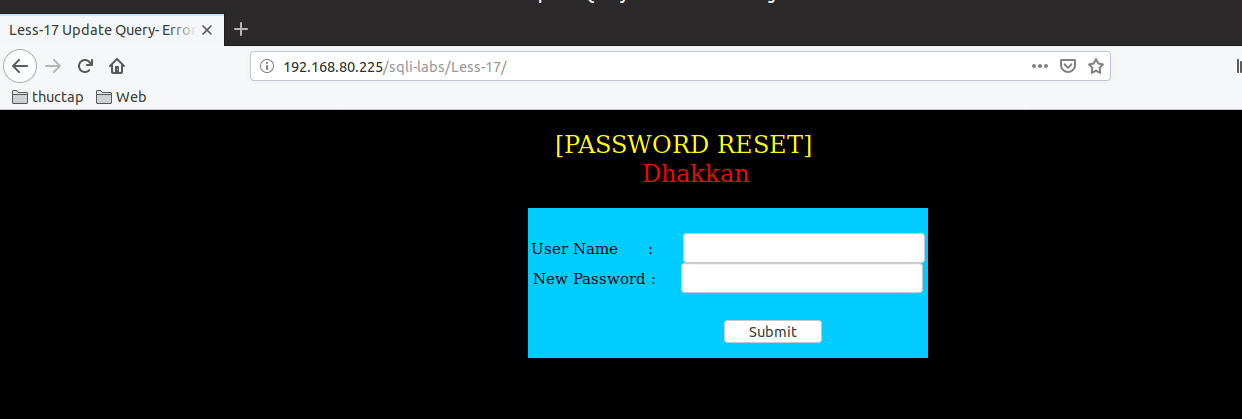 Less-17 Update Query- Error
192.168.80.225/sqli-labs/Less-17/
thuctap Web
[PASSWORD RESET]
Dhakkan
User Name :
New Password :
Submit